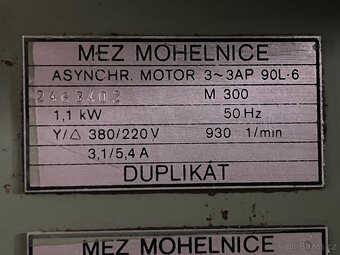 MEZ MOHELNICE
ASYNCHR. MOTOR 3~3AP 90L-6
M 300
1,1 kW 50 Hz
Y/△ 380/220 V 930 1/min
3,1/5,4 A
DUPLIKÁT
MEZ MOHELNICE